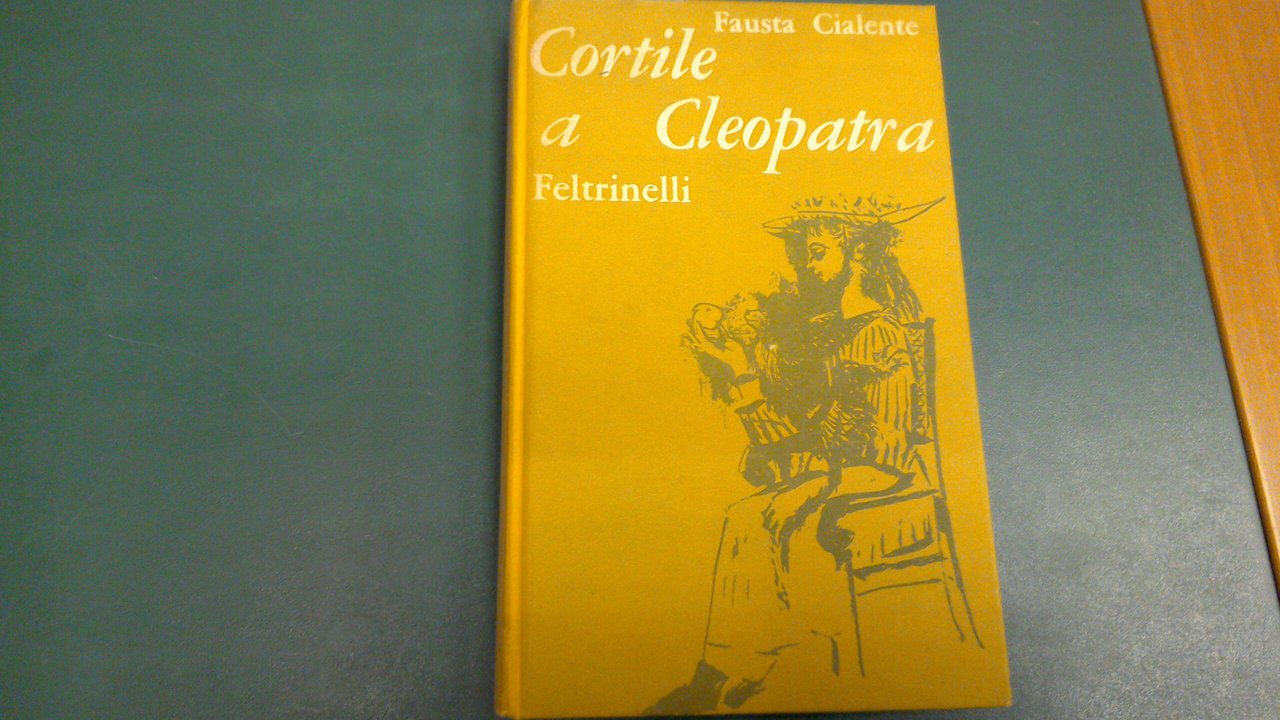 Fausta Cialente
Cortile
a Cleopatra
Feltrinelli